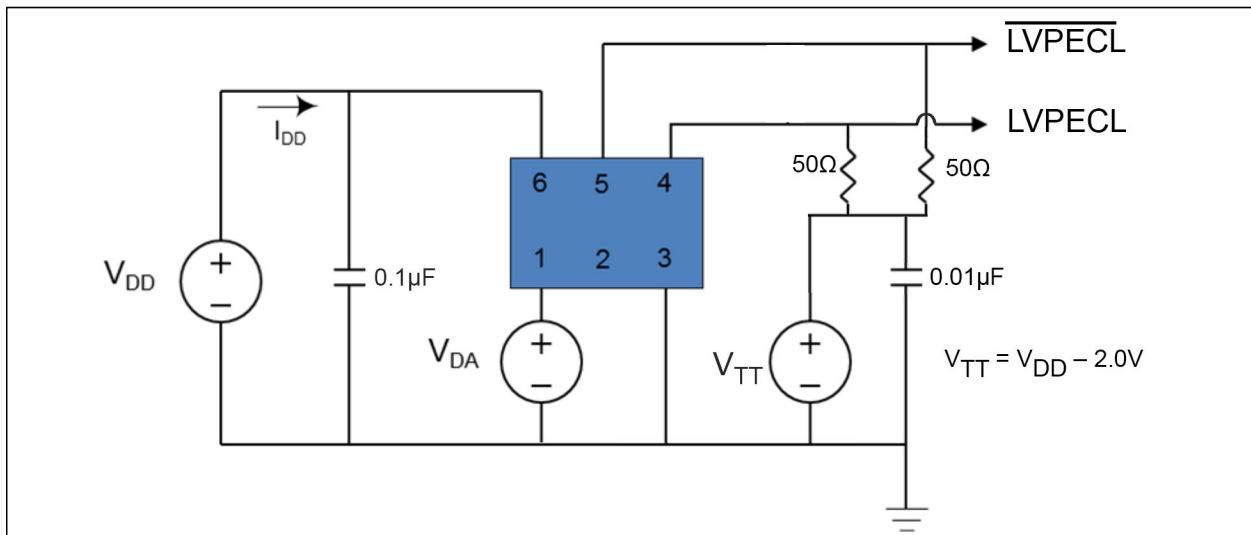 LVPECL
I_DD
LVPECL
50Ω
50Ω
6 5 4
1 2 3
V_DD
+
−
0.1µF
0.01µF
V_DA
+
−
V_TT
+
−
V_TT = V_DD – 2.0V